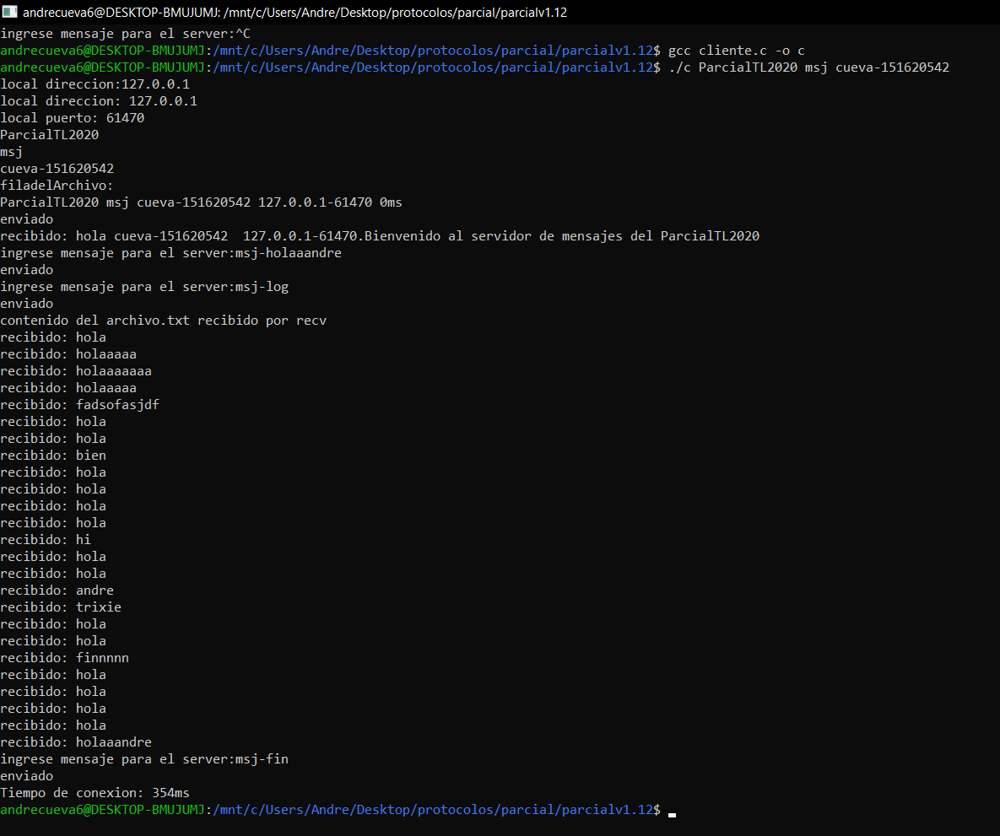 andrecueva6@DESKTOP-BMUJUMJ: /mnt/c/Users/Andre/Desktop/protocolos/parcial/parcialv1.12
ingrese mensaje para el server:^C
andrecueva6@DESKTOP-BMUJUMJ:/mnt/c/Users/Andre/Desktop/protocolos/parcial/parcialv1.12$ gcc cliente.c -o c
andrecueva6@DESKTOP-BMUJUMJ:/mnt/c/Users/Andre/Desktop/protocolos/parcial/parcialv1.12$ ./c ParcialTL2020 msj cueva-151620542
local direccion:127.0.0.1
local direccion: 127.0.0.1
local puerto: 61470
ParcialTL2020
msj
cueva-151620542
filadelArchivo:
ParcialTL2020 msj cueva-151620542 127.0.0.1-61470 0ms
enviado
recibido: hola cueva-151620542  127.0.0.1-61470.Bienvenido al servidor de mensajes del ParcialTL2020
ingrese mensaje para el server:msj-holaaandre
enviado
ingrese mensaje para el server:msj-log
enviado
contenido del archivo.txt recibido por recv
recibido: hola
recibido: holaaaaa
recibido: holaaaaaaa
recibido: holaaaaa
recibido: fadsofasjdf
recibido: hola
recibido: hola
recibido: bien
recibido: hola
recibido: hola
recibido: hola
recibido: hola
recibido: hi
recibido: hola
recibido: hola
recibido: andre
recibido: trixie
recibido: hola
recibido: hola
recibido: finnnnn
recibido: hola
recibido: hola
recibido: hola
recibido: hola
recibido: holaaandre
ingrese mensaje para el server:msj-fin
enviado
Tiempo de conexion: 354ms
andrecueva6@DESKTOP-BMUJUMJ:/mnt/c/Users/Andre/Desktop/protocolos/parcial/parcialv1.12$